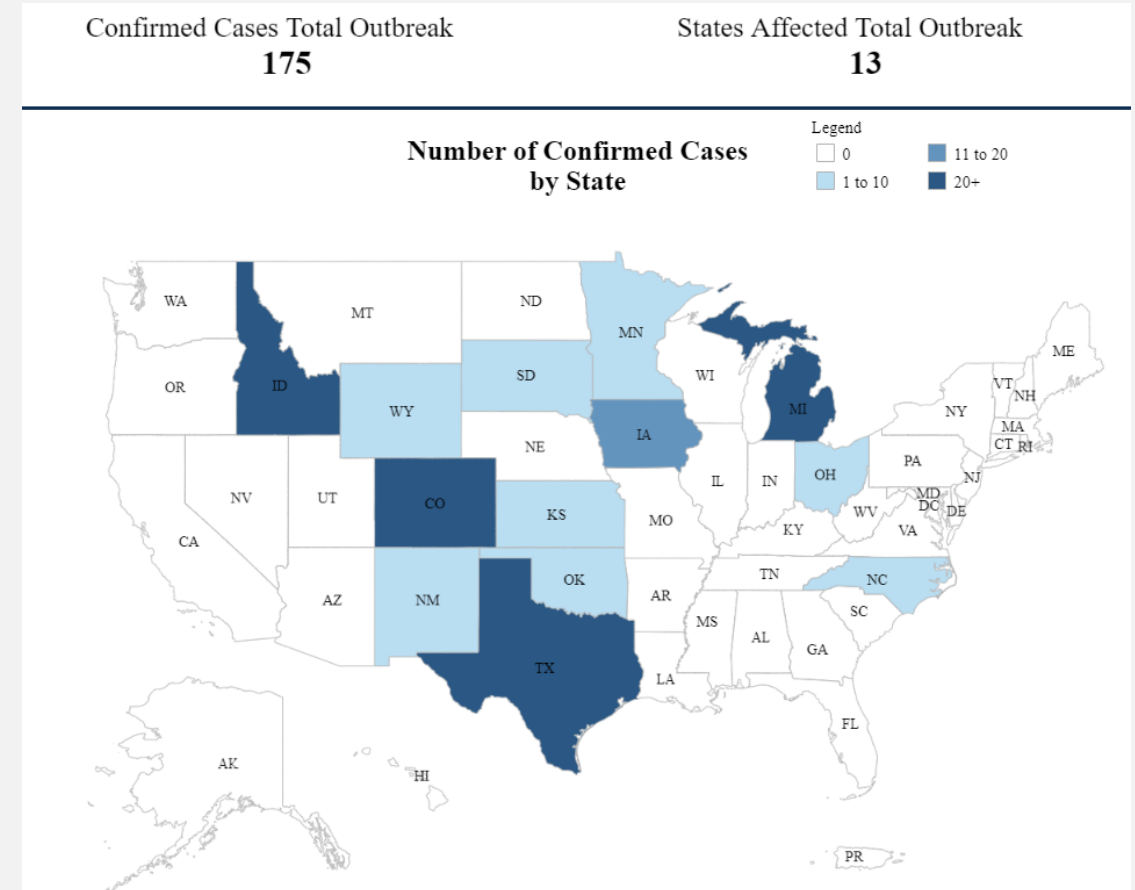 Confirmed Cases Total Outbreak
175
States Affected Total Outbreak
13
Number of Confirmed Cases
by State
Legend
0
11 to 20
1 to 10
20+
WA
MT
ND
MN
ME
OR
ID
WY
SD
WI
MI
VT
NH
NY
MA
CT
RI
NE
IA
PA
NJ
NV
UT
CO
KS
IL
IN
OH
MD
DC
DE
WV
VA
CA
MO
KY
AZ
NM
OK
AR
TN
NC
SC
MS
AL
GA
TX
LA
FL
AK
HI
PR